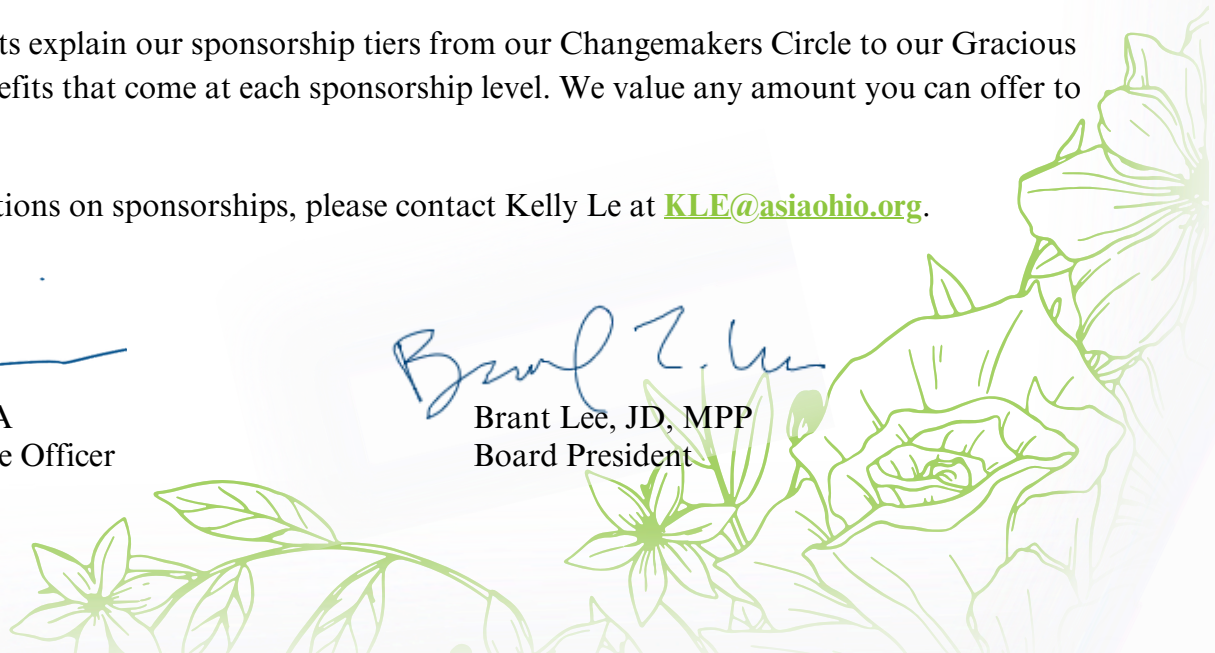 ts explain our sponsorship tiers from our Changemakers Circle to our Gracious
efits that come at each sponsorship level. We value any amount you can offer to
tions on sponsorships, please contact Kelly Le at KLE@asiaohio.org.
A
Brant Lee, JD, MPP
e Officer
Board President